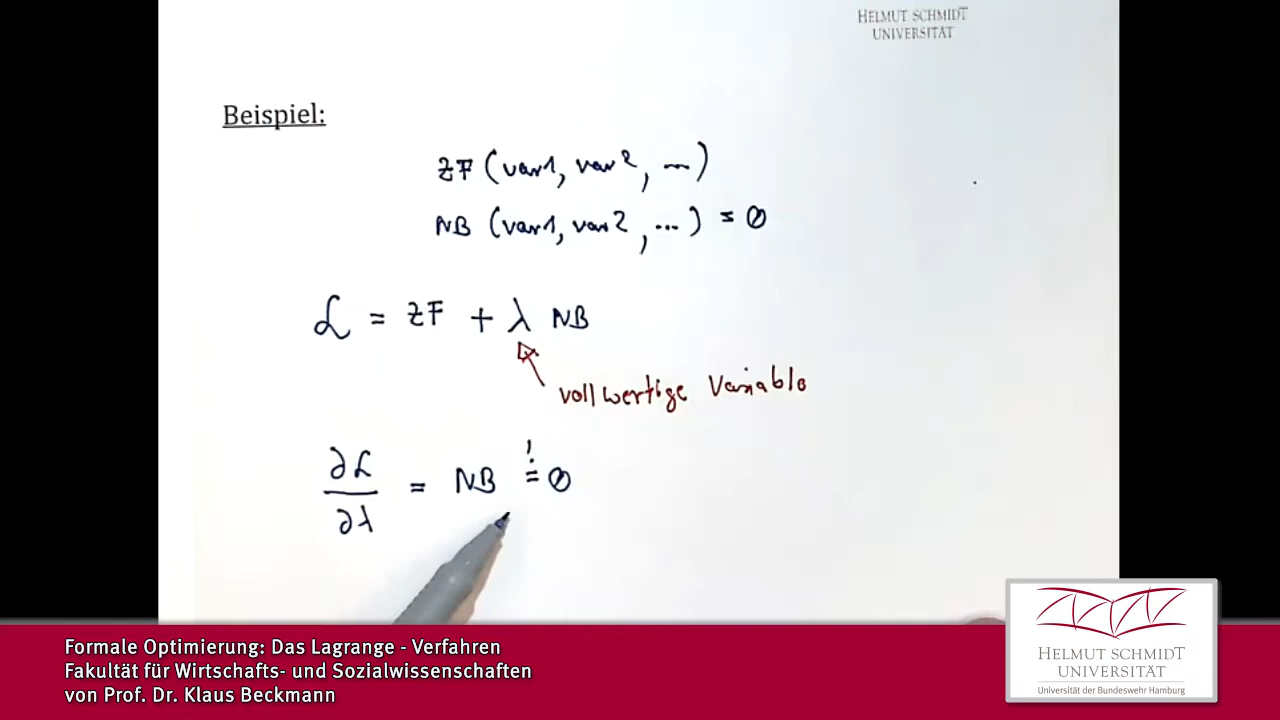 HELMUT SCHMIDT
UNIVERSITÄT
Beispiel:
ZF (var1, var2, ...)
NB (var1, var2, ...) = 0
ℒ = ZF + λ NB
vollwertige Variable
∂ℒ
∂λ
= NB
!
= 0
Formale Optimierung: Das Lagrange - Verfahren
Fakultät für Wirtschafts- und Sozialwissenschaften
von Prof. Dr. Klaus Beckmann
HELMUT SCHMIDT
UNIVERSITÄT
Universität der Bundeswehr Hamburg